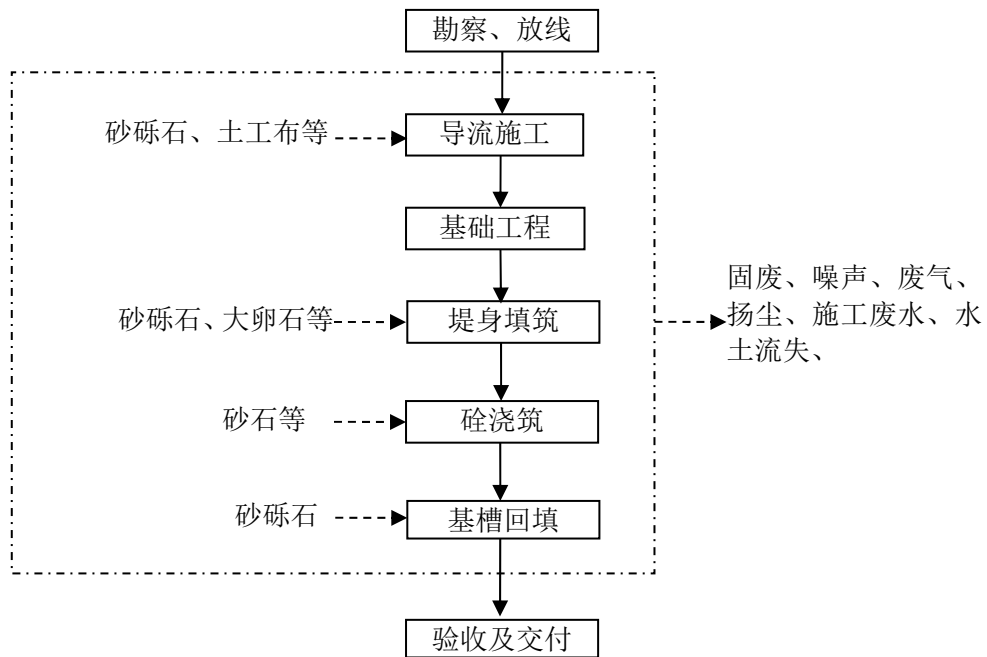 勘察、放线
砂砾石、土工布等
导流施工
基础工程
固废、噪声、废气、
扬尘、施工废水、水
土流失、
砂砾石、大卵石等
堤身填筑
砂石等
砼浇筑
砂砾石
基槽回填
验收及交付